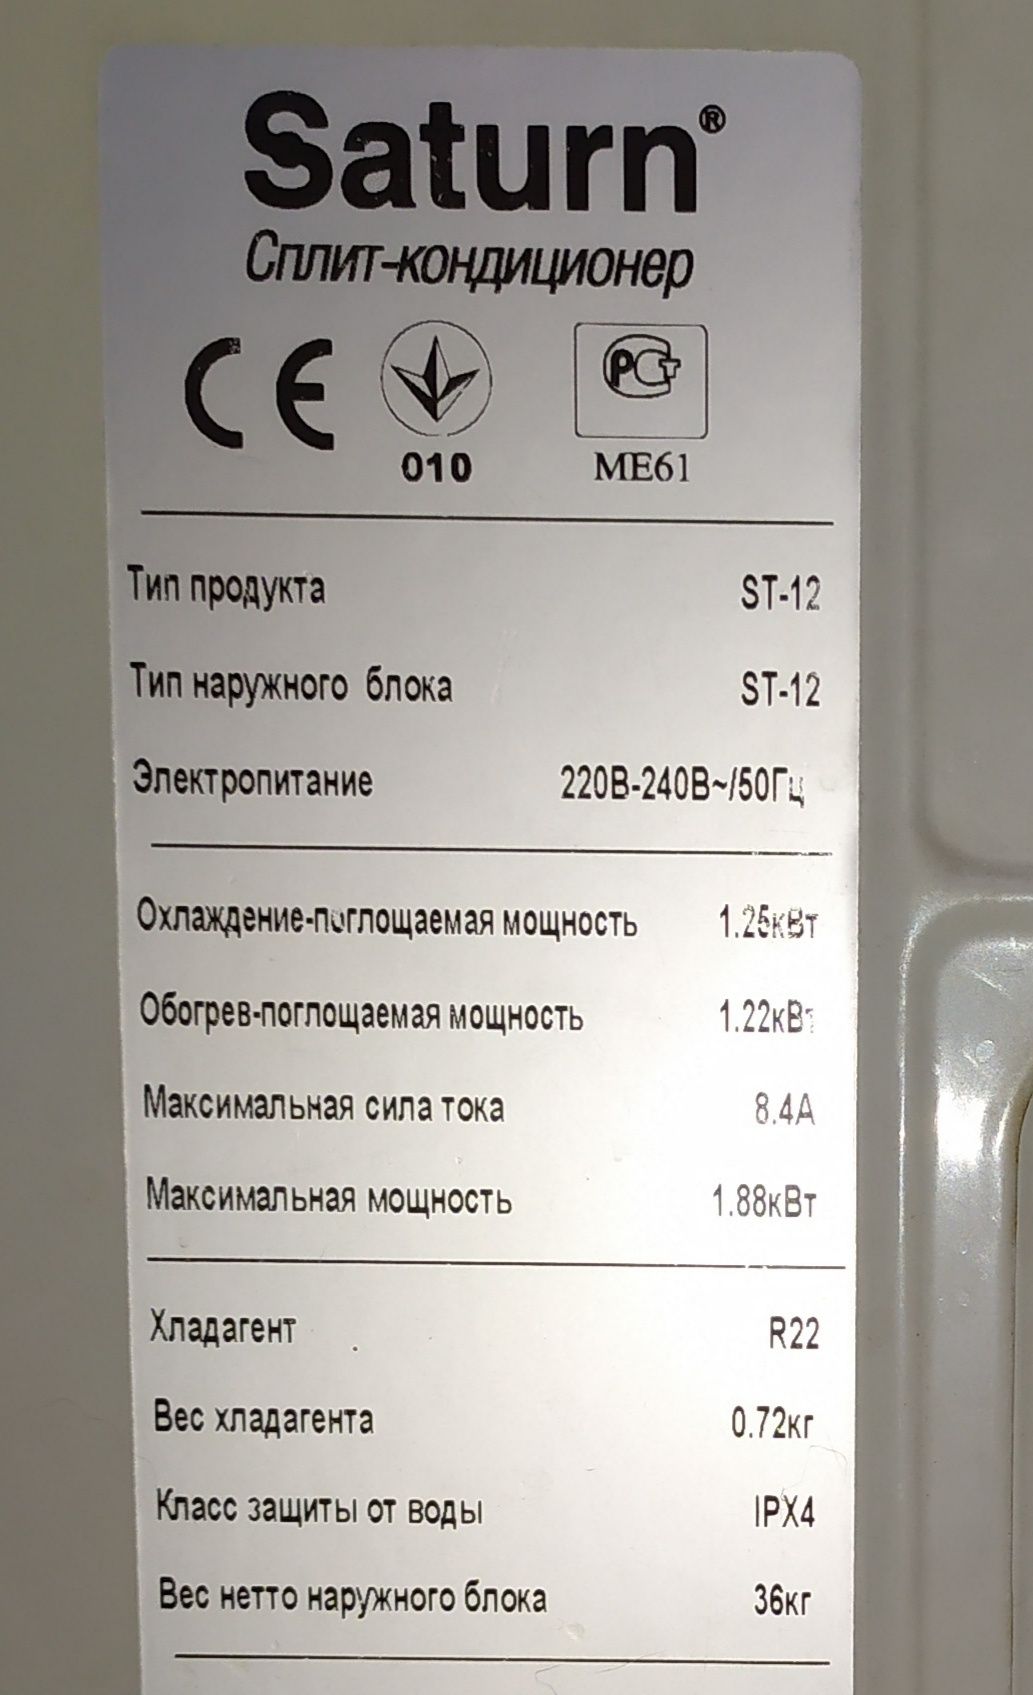 Saturn®
Сплит-кондиционер
CE
010
РСТ
МЕ61
Тип продукта ST-12
Тип наружного блока ST-12
Электропитание 220В-240В~/50Гц
Охлаждение-поглощаемая мощность 1.25кВт
Обогрев-поглощаемая мощность 1.22кВт
Максимальная сила тока 8.4А
Максимальная мощность 1.88кВт
Хладагент R22
Вес хладагента 0.72кг
Класс защиты от воды IPX4
Вес нетто наружного блока 36кг